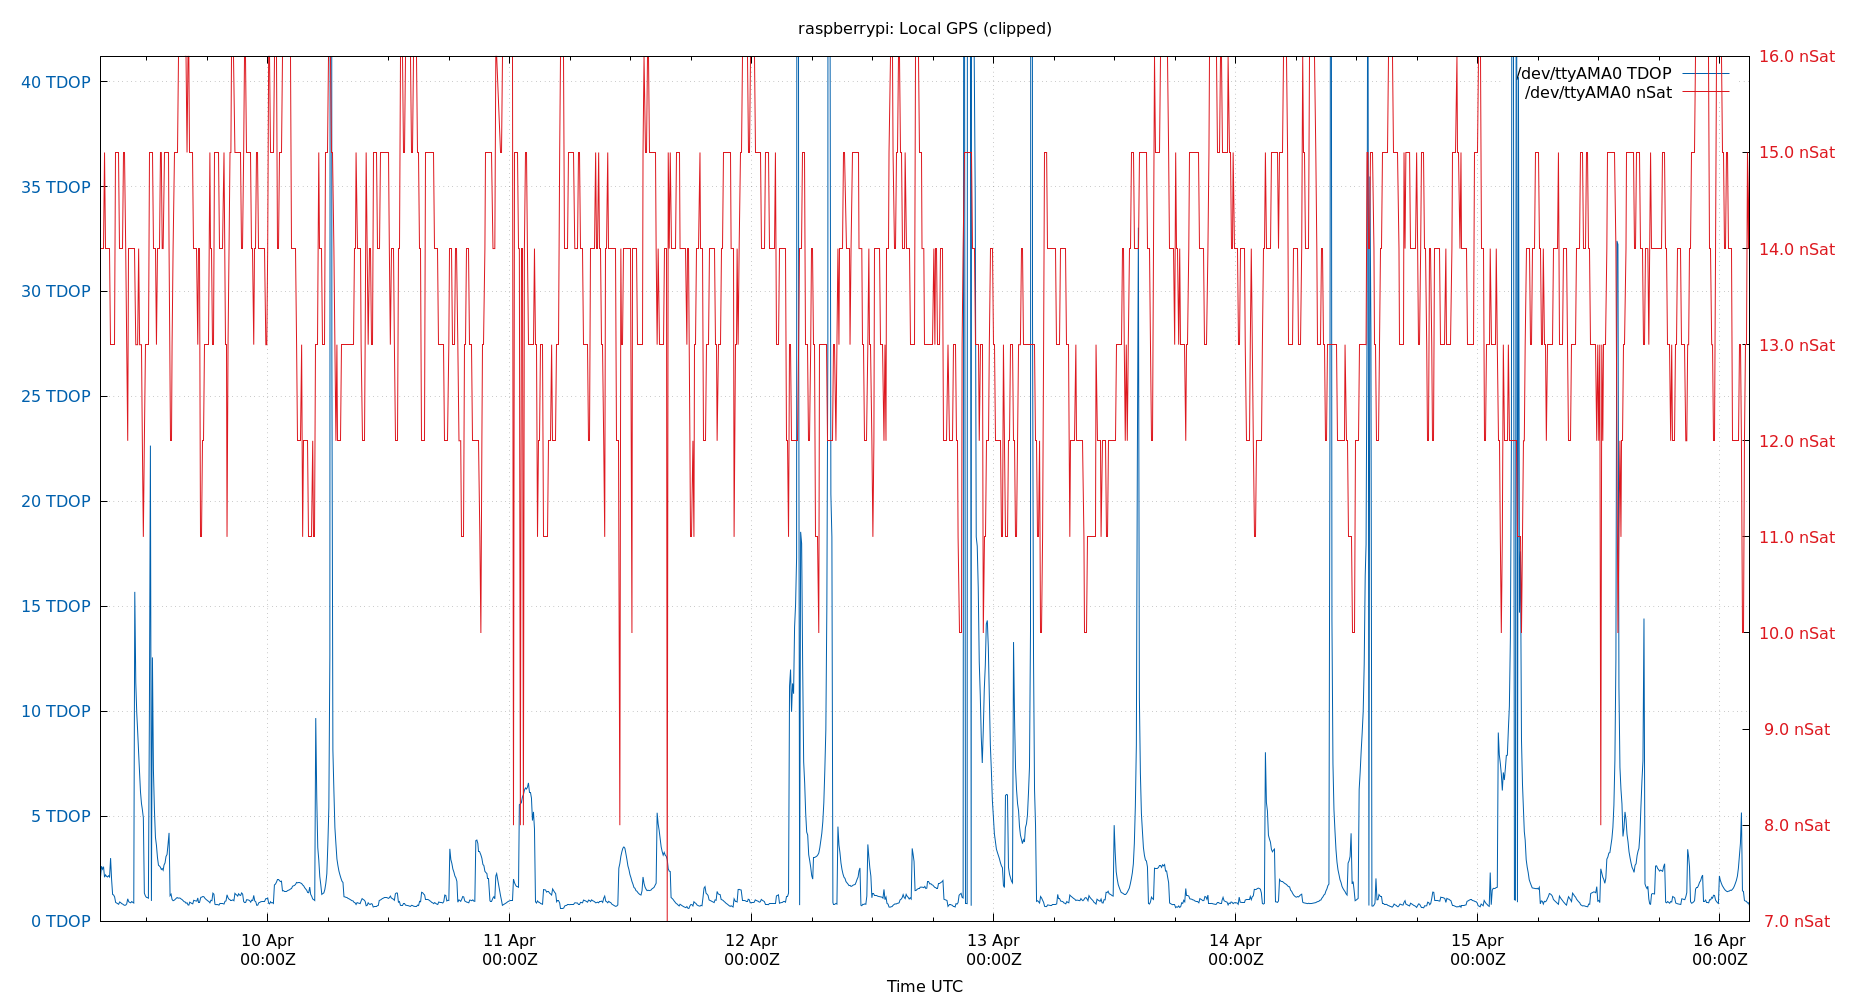 raspberrypi: Local GPS (clipped)
/dev/ttyAMA0 TDOP
/dev/ttyAMA0 nSat
40 TDOP
35 TDOP
30 TDOP
25 TDOP
20 TDOP
15 TDOP
10 TDOP
5 TDOP
0 TDOP
16.0 nSat
15.0 nSat
14.0 nSat
13.0 nSat
12.0 nSat
11.0 nSat
10.0 nSat
9.0 nSat
8.0 nSat
7.0 nSat
10 Apr
00:00Z
11 Apr
00:00Z
12 Apr
00:00Z
13 Apr
00:00Z
14 Apr
00:00Z
15 Apr
00:00Z
16 Apr
00:00Z
Time UTC